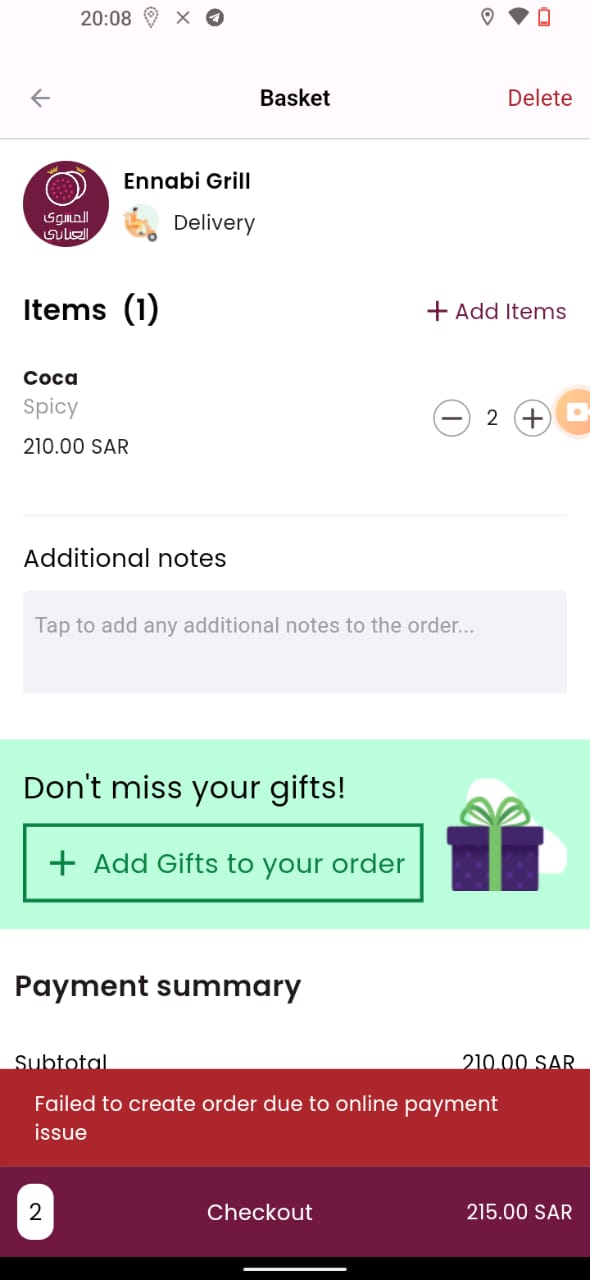 20:08
Basket
Delete
المشوى
العنابى
Ennabi Grill
Delivery
Items (1)
+ Add Items
Coca
Spicy
210.00 SAR
2
Additional notes
Tap to add any additional notes to the order...
Don't miss your gifts!
+ Add Gifts to your order
Payment summary
Subtotal
210.00 SAR
Failed to create order due to online payment
issue
2
Checkout
215.00 SAR